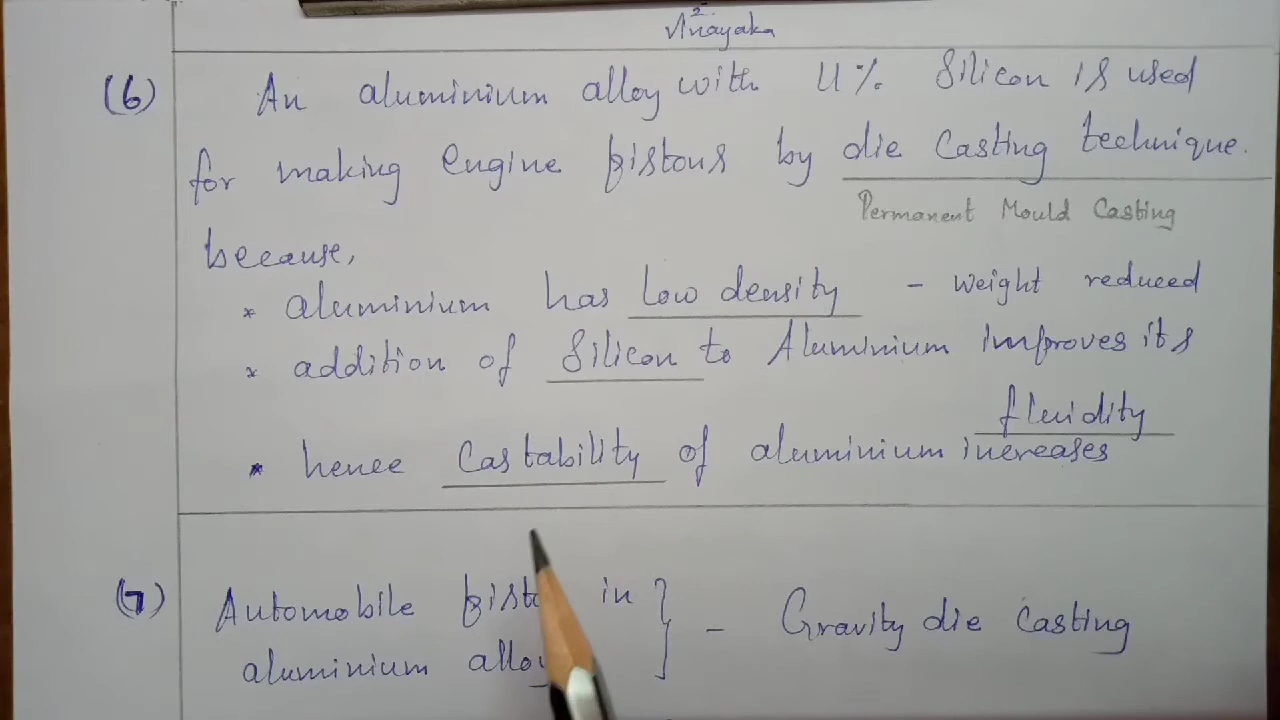 Vinayaka
(6) An aluminium alloy with 11% Silicon is used
for making engine pistons by die casting technique.
Permanent Mould Casting
because,
* aluminium has low density - weight reduced
* addition of Silicon to Aluminium improves its
fluidity
* hence Castability of aluminium increases
(7) Automobile in } - Gravity die casting
aluminium